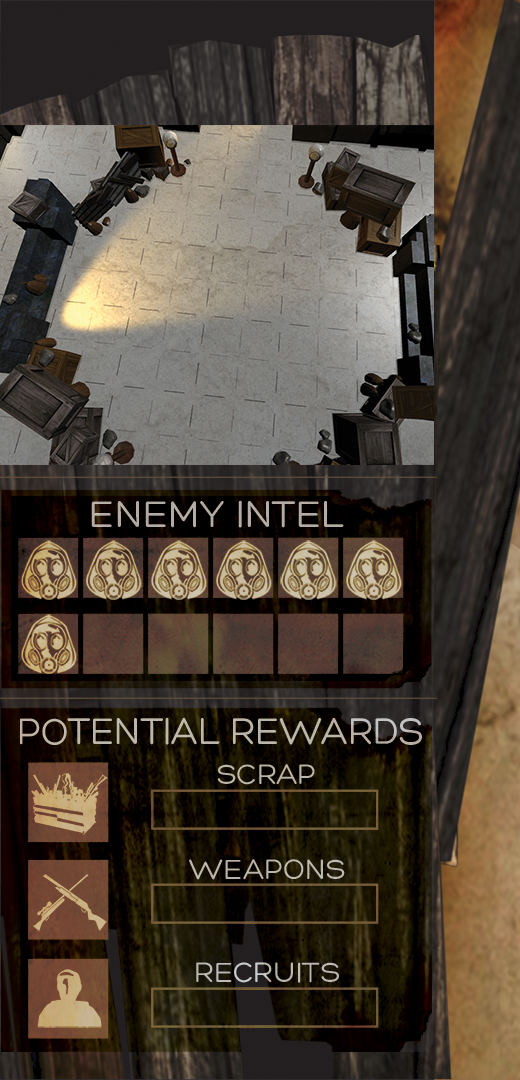 ENEMY INTEL
POTENTIAL REWARDS
SCRAP
WEAPONS
RECRUITS